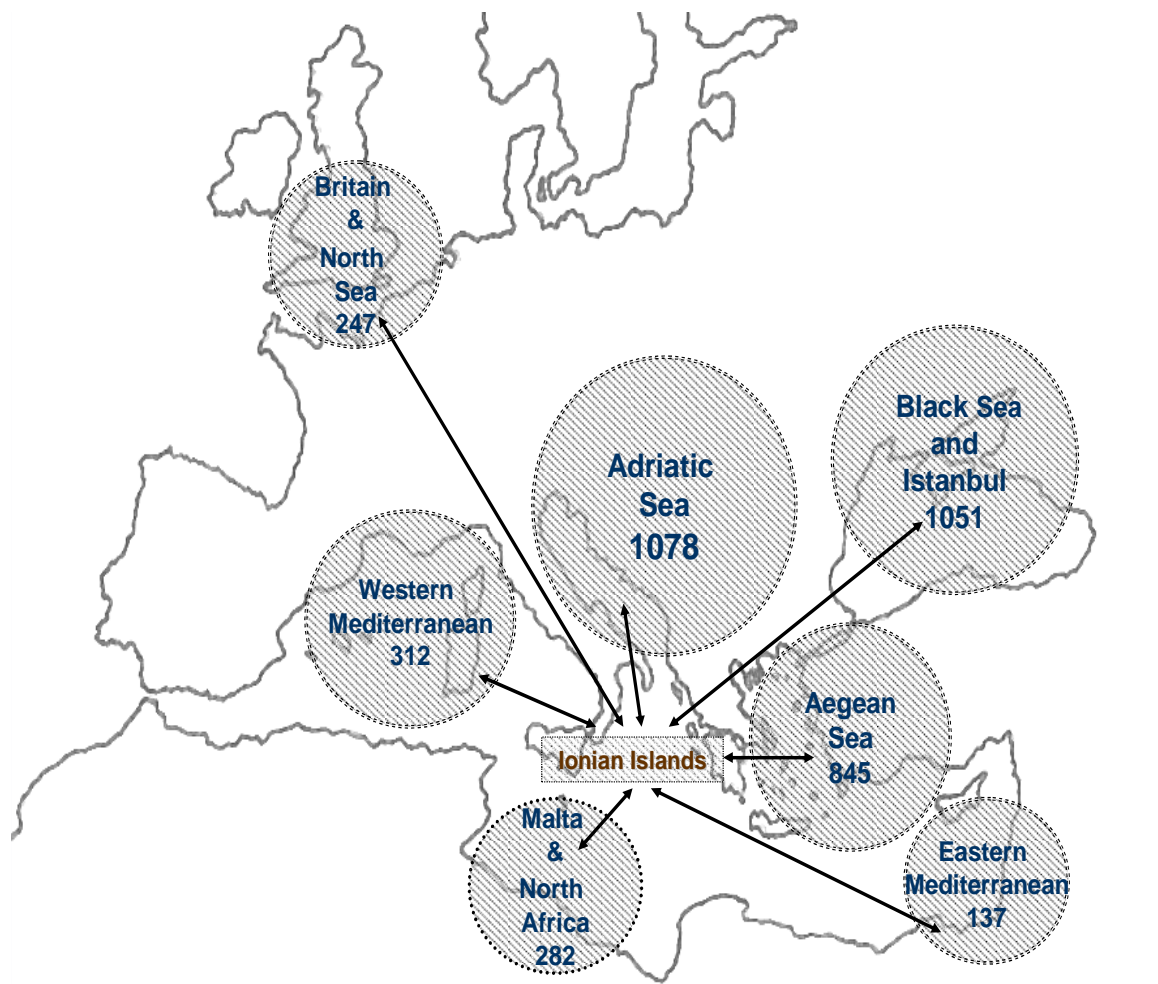 Britain
&
North
Sea
247
Adriatic
Sea
1078
Black Sea
and
Istanbul
1051
Western
Mediterranean
312
Aegean
Sea
845
Ionian Islands
Malta
&
North
Africa
282
Eastern
Mediterranean
137